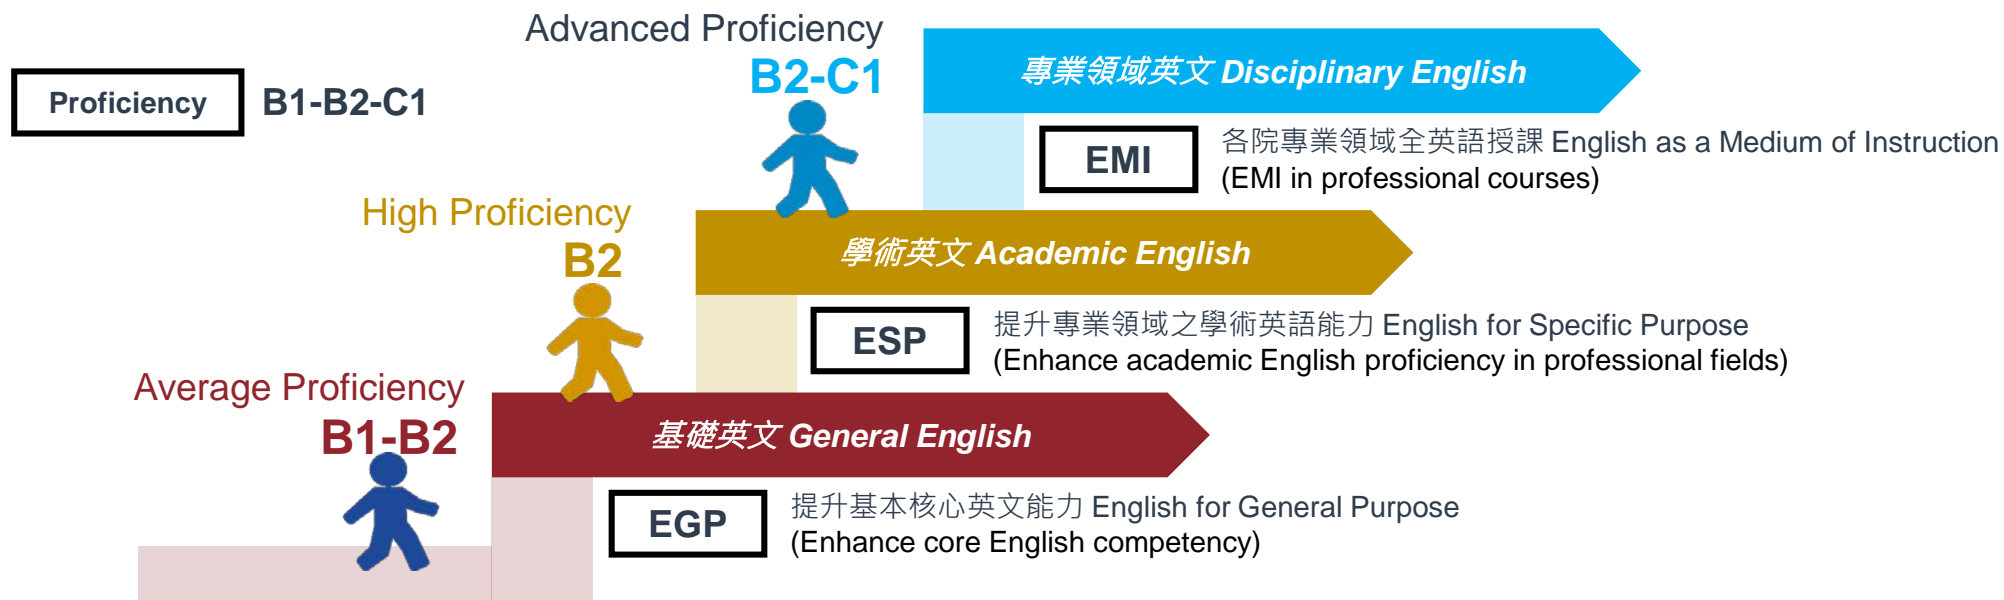 Advanced Proficiency
B2-C1
專業領域英文 Disciplinary English
Proficiency
B1-B2-C1
EMI
各院專業領域全英語授課 English as a Medium of Instruction
(EMI in professional courses)
High Proficiency
B2
學術英文 Academic English
ESP
提升專業領域之學術英語能力 English for Specific Purpose
(Enhance academic English proficiency in professional fields)
Average Proficiency
B1-B2
基礎英文 General English
EGP
提升基本核心英文能力 English for General Purpose
(Enhance core English competency)